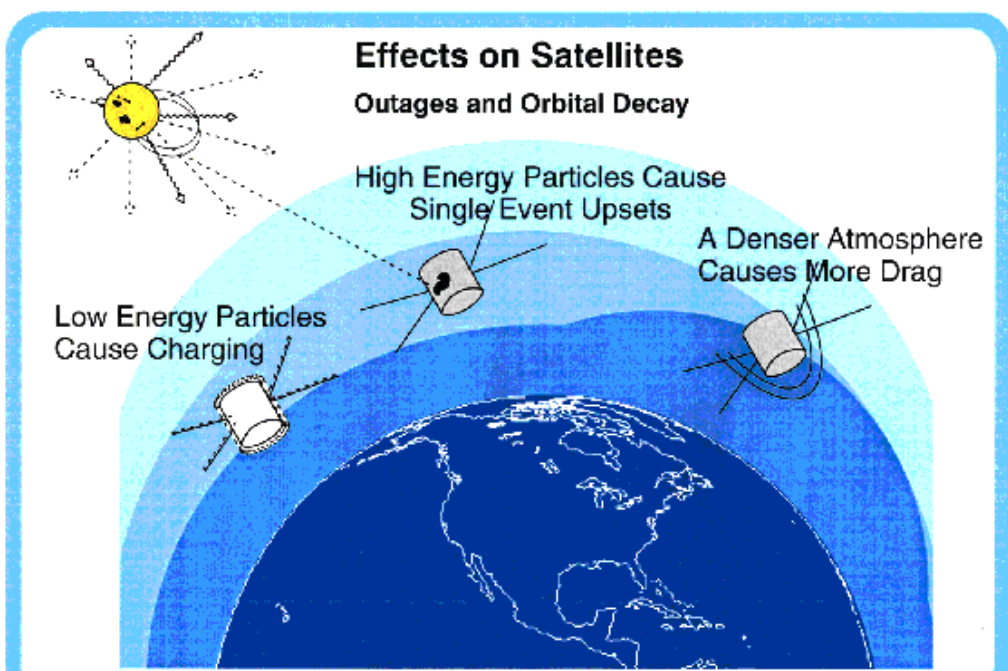 Effects on Satellites
Outages and Orbital Decay
High Energy Particles Cause
Single Event Upsets
A Denser Atmosphere
Causes More Drag
Low Energy Particles
Cause Charging